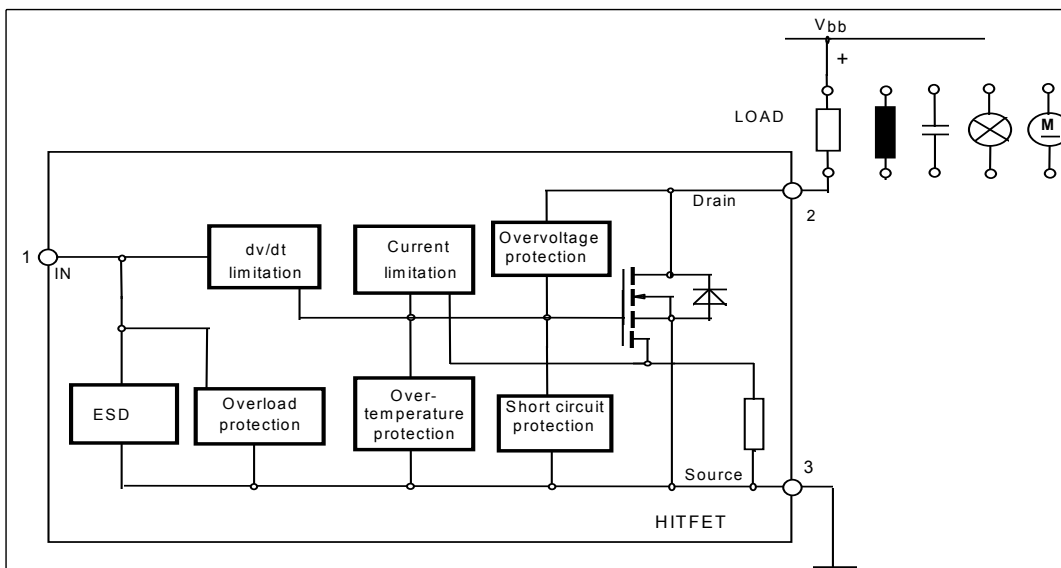 Vbb
+
LOAD
M
Drain
2
1
IN
dv/dt
limitation
Current
limitation
Overvoltage
protection
ESD
Overload
protection
Over-
temperature
protection
Short circuit
protection
Source
3
HITFET